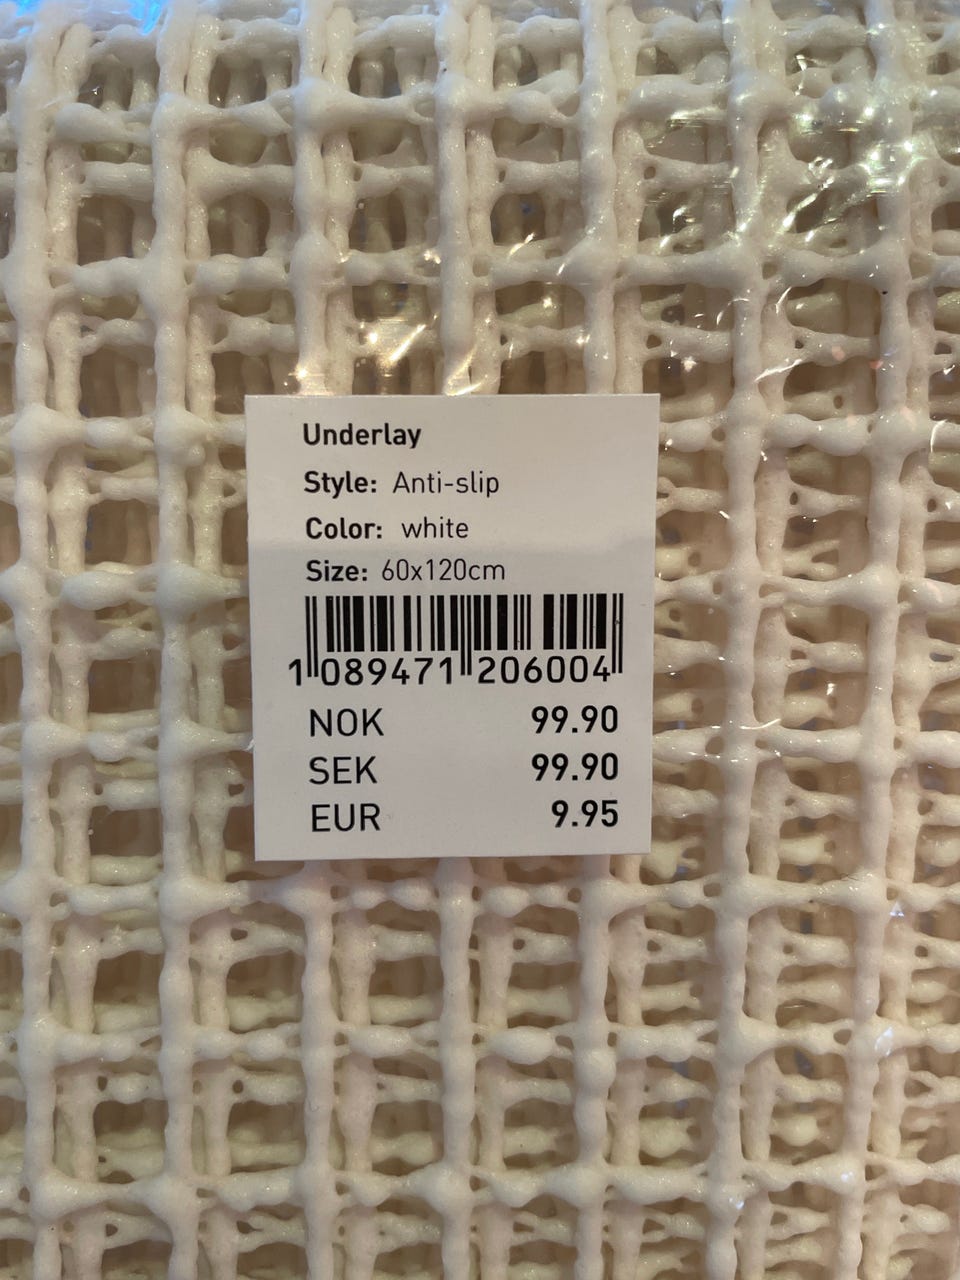 Underlay
Style: Anti-slip
Color: white
Size: 60x120cm
1 089471 206004
NOK 99.90
SEK 99.90
EUR 9.95